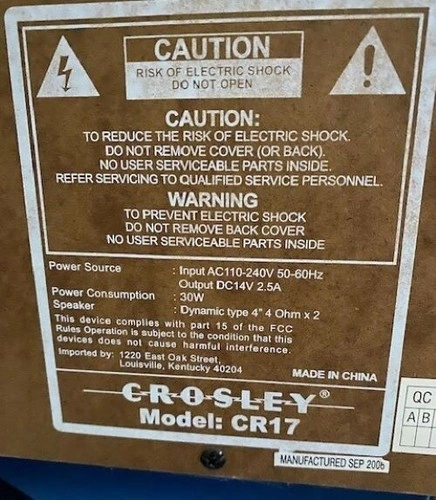 CAUTION
RISK OF ELECTRIC SHOCK
DO NOT OPEN
CAUTION:
TO REDUCE THE RISK OF ELECTRIC SHOCK.
DO NOT REMOVE COVER (OR BACK).
NO USER SERVICEABLE PARTS INSIDE.
REFER SERVICING TO QUALIFIED SERVICE PERSONNEL.
WARNING
TO PREVENT ELECTRIC SHOCK
DO NOT REMOVE BACK COVER
NO USER SERVICEABLE PARTS INSIDE
Power Source : Input AC110-240V 50-60Hz
Output DC14V 2.5A
Power Consumption : 30W
Speaker : Dynamic type 4" 4 Ohm x 2
This device complies with part 15 of the FCC
Rules Operation is subject to the condition that this
devices does not cause harmful interference.
Imported by: 1220 East Oak Street,
Louisville, Kentucky 40204
MADE IN CHINA
CROSLEY®
Model: CR17
QC
A B
MANUFACTURED SEP 2006